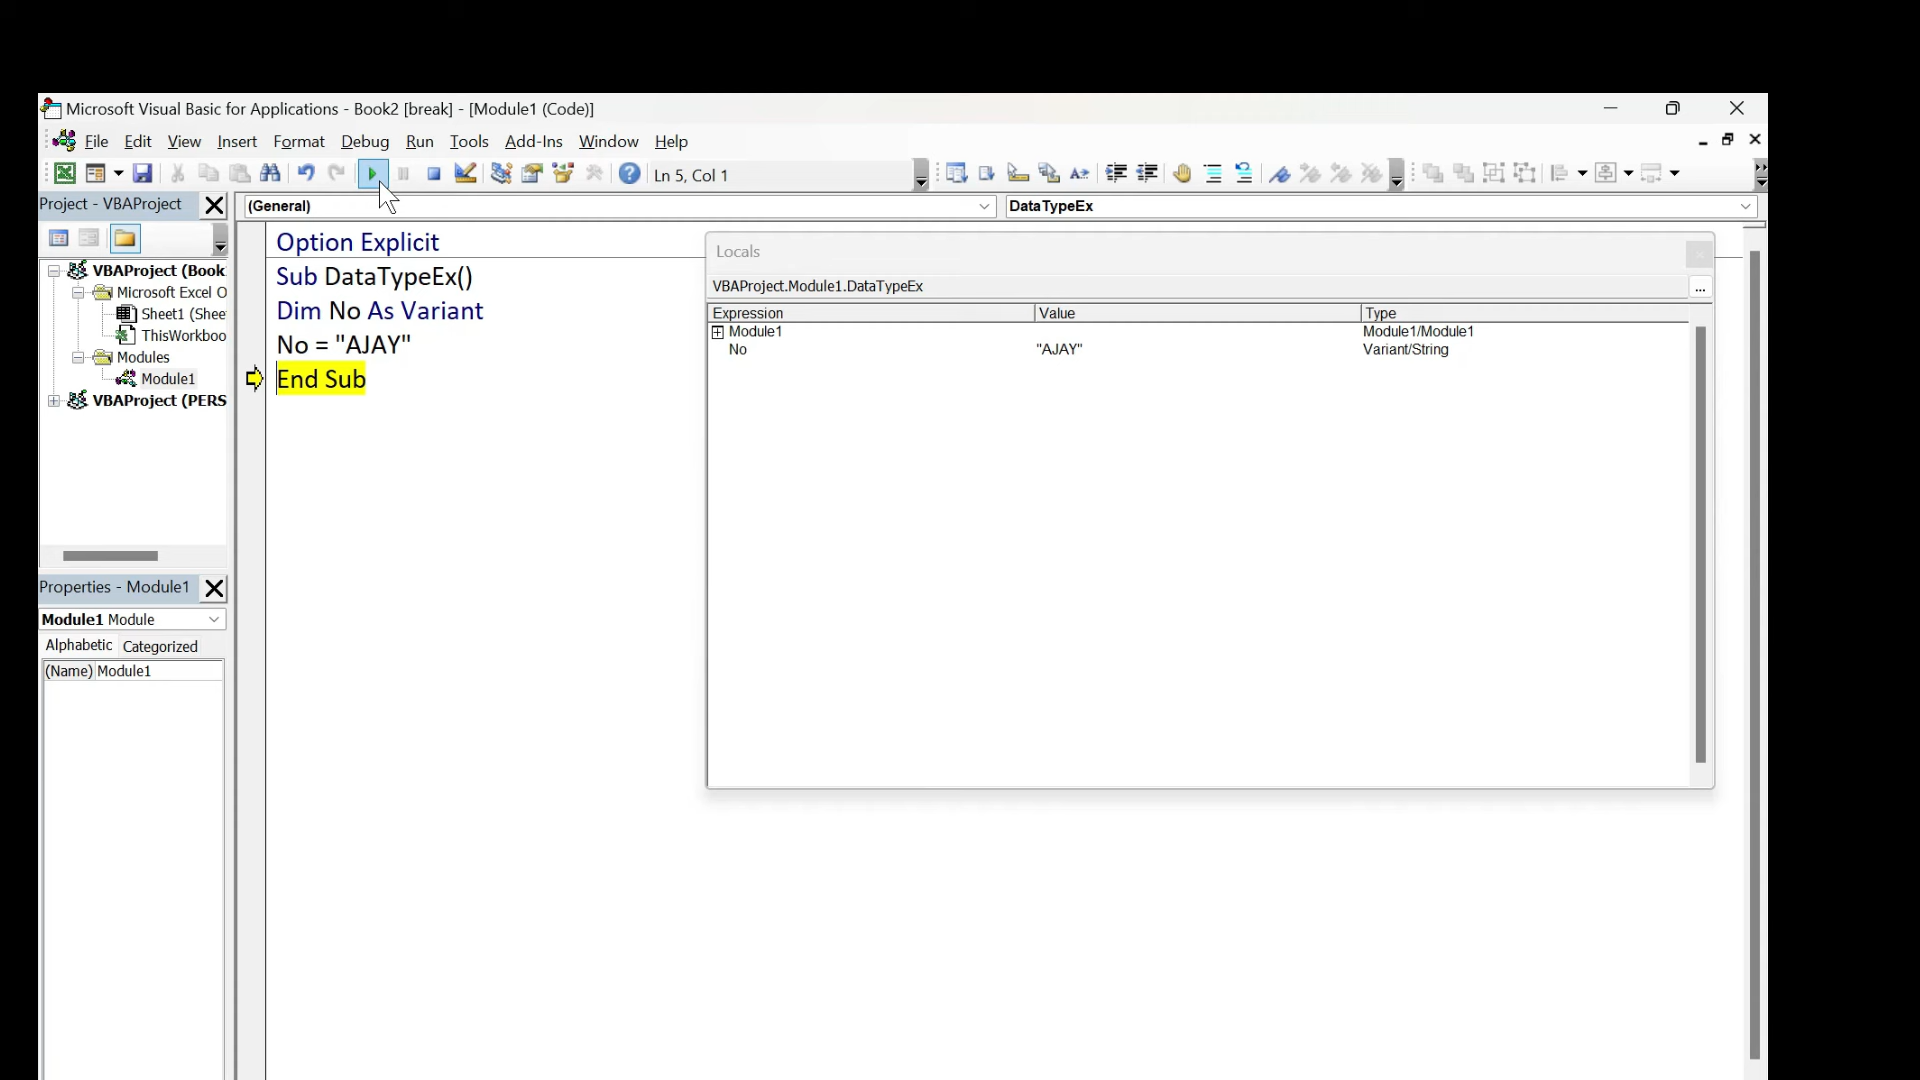 Microsoft Visual Basic for Applications - Book2 [break] - [Module1 (Code)]
File Edit View Insert Format Debug Run Tools Add-Ins Window Help
Ln 5, Col 1
Project - VBAProject
(General)
DataTypeEx
VBAProject (Book
Microsoft Excel O
Sheet1 (Shee
ThisWorkboo
Modules
Module1
VBAProject (PERS
Properties - Module1
Module1 Module
Alphabetic Categorized
(Name) Module1
Option Explicit
Sub DataTypeEx()
Dim No As Variant
No = "AJAY"
End Sub
Locals
VBAProject.Module1.DataTypeEx
...
Expression Value Type
Module1 Module1/Module1
No "AJAY" Variant/String